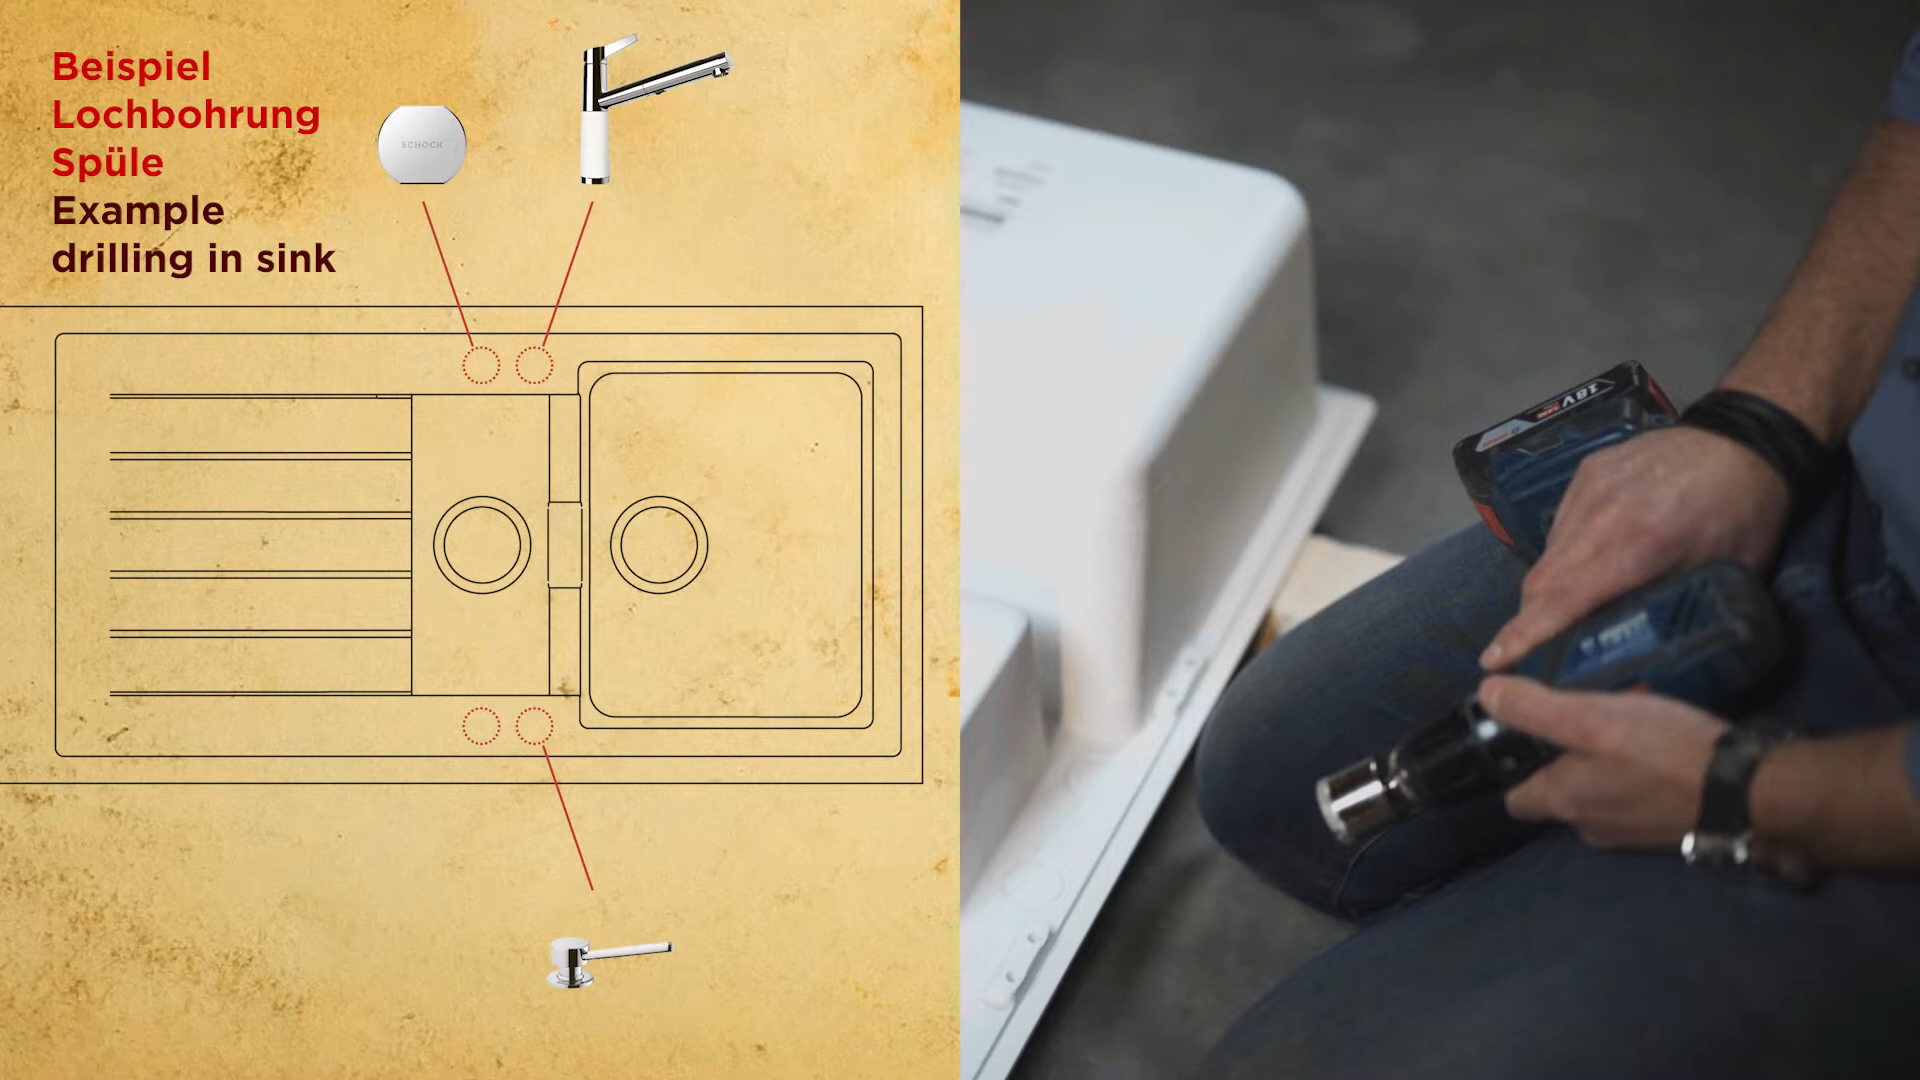 Beispiel
Lochbohrung
Spüle
Example
drilling in sink
SCHOCK
18V